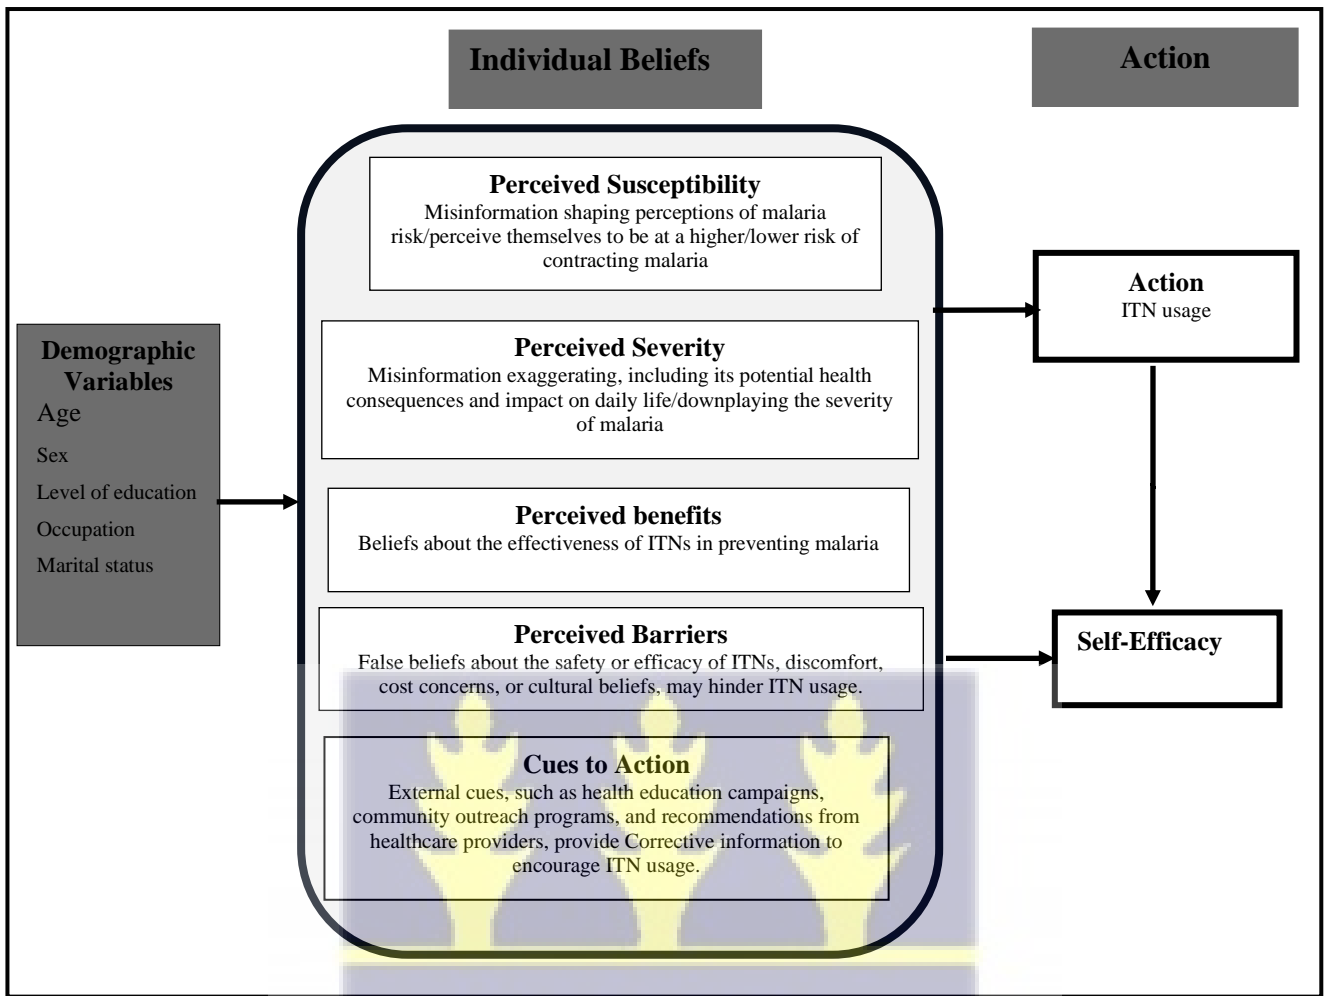 Individual Beliefs
Action
Perceived Susceptibility
Misinformation shaping perceptions of malaria
risk/perceive themselves to be at a higher/lower risk of
contracting malaria
Perceived Severity
Misinformation exaggerating, including its potential health
consequences and impact on daily life/downplaying the severity
of malaria
Perceived benefits
Beliefs about the effectiveness of ITNs in preventing malaria
Perceived Barriers
False beliefs about the safety or efficacy of ITNs, discomfort,
cost concerns, or cultural beliefs, may hinder ITN usage.
Cues to Action
External cues, such as health education campaigns,
community outreach programs, and recommendations from
healthcare providers, provide Corrective information to
encourage ITN usage.
Demographic
Variables
Age
Sex
Level of education
Occupation
Marital status
Action
ITN usage
Self-Efficacy